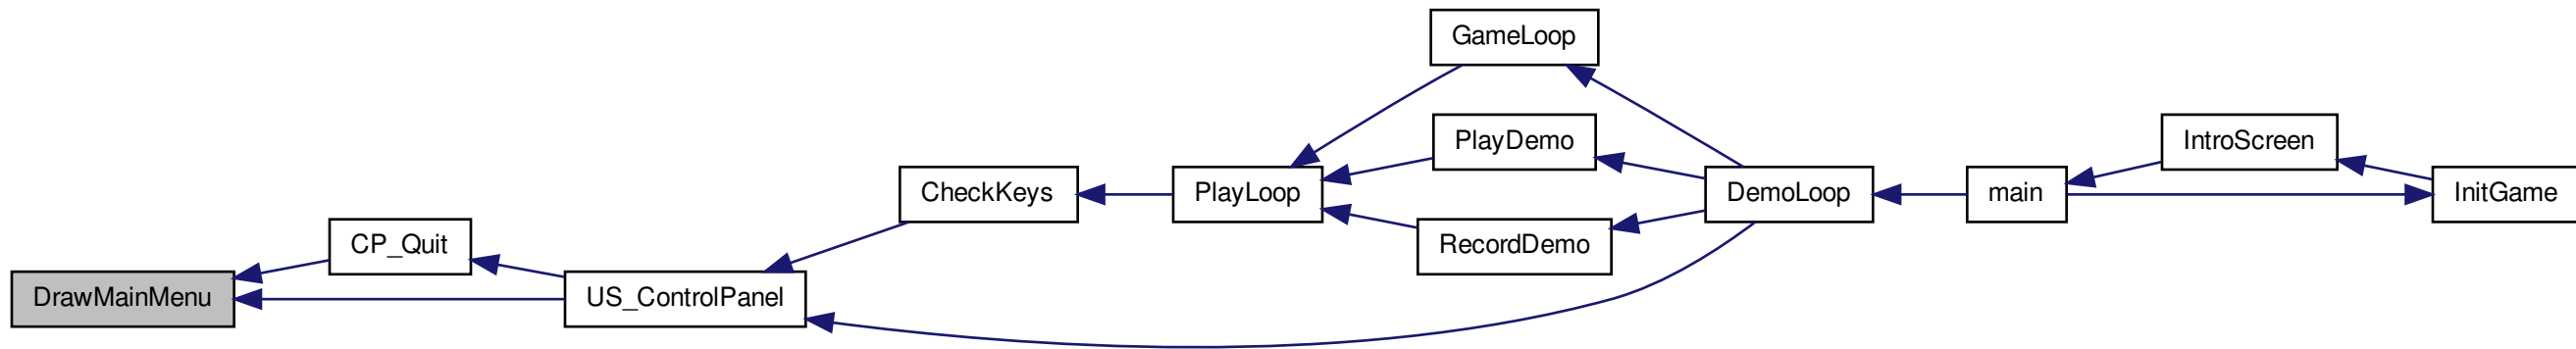 GameLoop
PlayDemo
IntroScreen
CheckKeys
PlayLoop
DemoLoop
main
InitGame
CP_Quit
RecordDemo
DrawMainMenu
US_ControlPanel